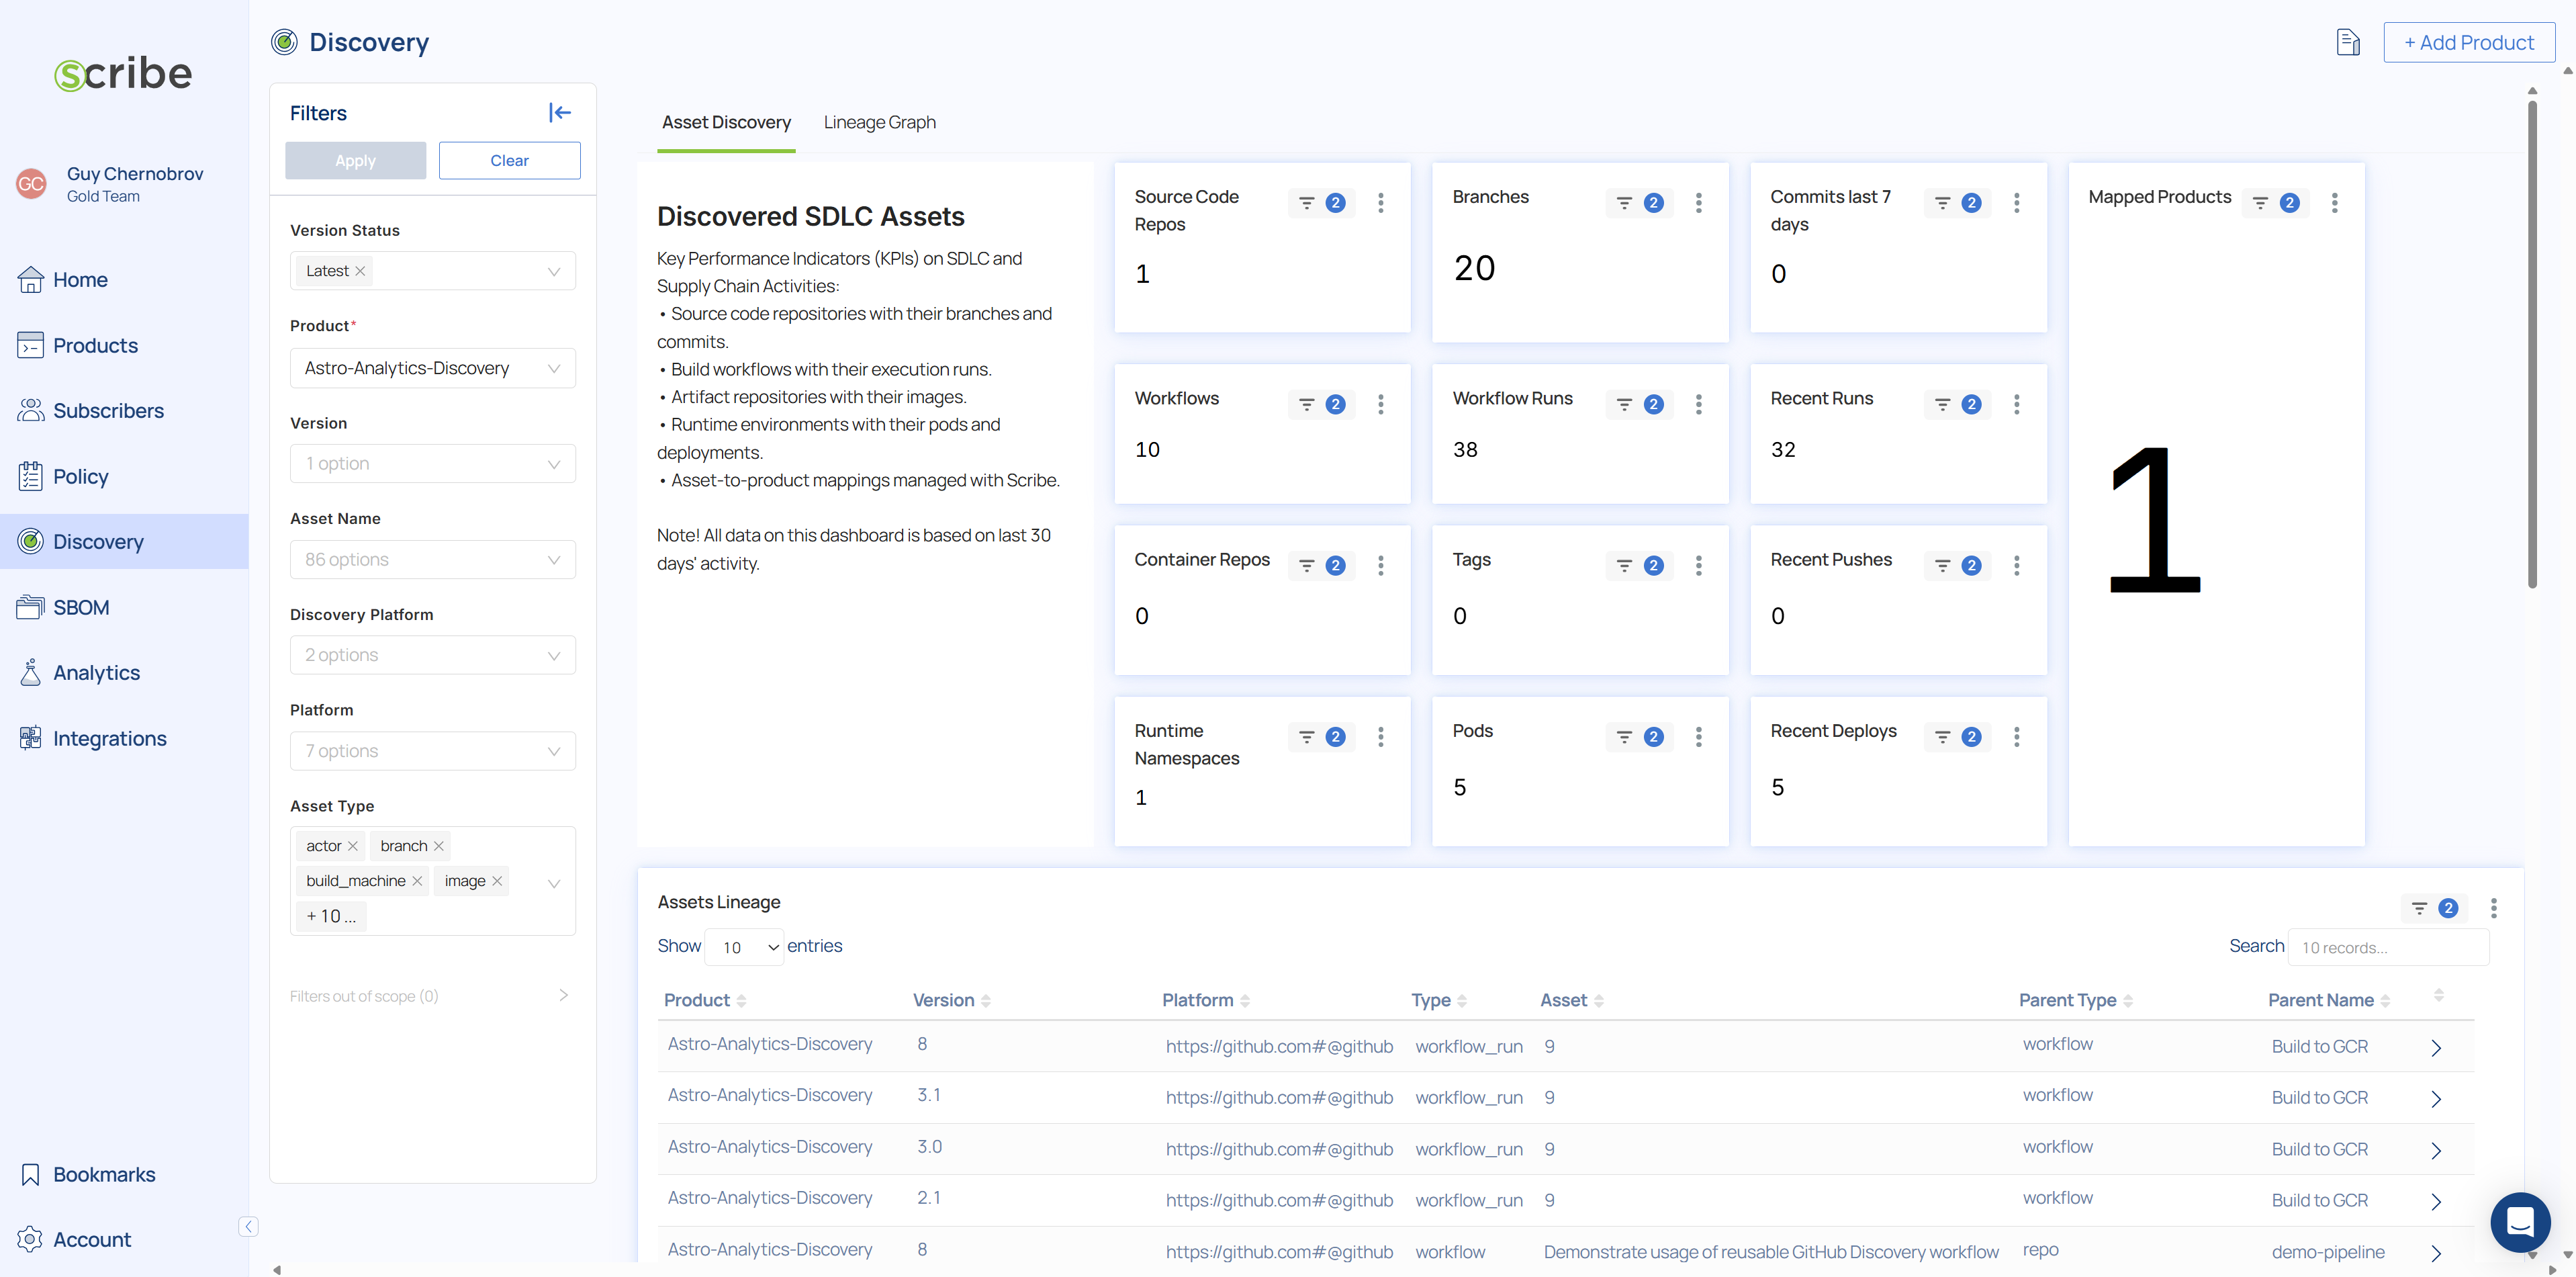 scribe
GC
Guy Chernobrov
Gold Team
Home
Products
Subscribers
Policy
Discovery
SBOM
Analytics
Integrations
Bookmarks
Account
Discovery
+ Add Product
Filters
Apply
Clear
Version Status
Latest
Product*
Astro-Analytics-Discovery
Version
1 option
Asset Name
86 options
Discovery Platform
2 options
Platform
7 options
Asset Type
actor branch
build_machine image
+ 10 ...
Filters out of scope (0)
Asset Discovery Lineage Graph
Discovered SDLC Assets
Key Performance Indicators (KPIs) on SDLC and
Supply Chain Activities:
• Source code repositories with their branches and
commits.
• Build workflows with their execution runs.
• Artifact repositories with their images.
• Runtime environments with their pods and
deployments.
• Asset-to-product mappings managed with Scribe.
Note! All data on this dashboard is based on last 30
days' activity.
Source Code
Repos
2
1
Branches
2
20
Commits last 7
days
2
0
Mapped Products
2
1
Workflows
2
10
Workflow Runs
2
38
Recent Runs
2
32
Container Repos
2
0
Tags
2
0
Recent Pushes
2
0
Runtime
Namespaces
2
1
Pods
2
5
Recent Deploys
2
5
Assets Lineage
2
Show 10 entries
Search 10 records...
Product Version Platform Type Asset Parent Type Parent Name
Astro-Analytics-Discovery 8 https://github.com#@github workflow_run 9 workflow Build to GCR
Astro-Analytics-Discovery 3.1 https://github.com#@github workflow_run 9 workflow Build to GCR
Astro-Analytics-Discovery 3.0 https://github.com#@github workflow_run 9 workflow Build to GCR
Astro-Analytics-Discovery 2.1 https://github.com#@github workflow_run 9 workflow Build to GCR
Astro-Analytics-Discovery 8 https://github.com#@github workflow Demonstrate usage of reusable GitHub Discovery workflow repo demo-pipeline